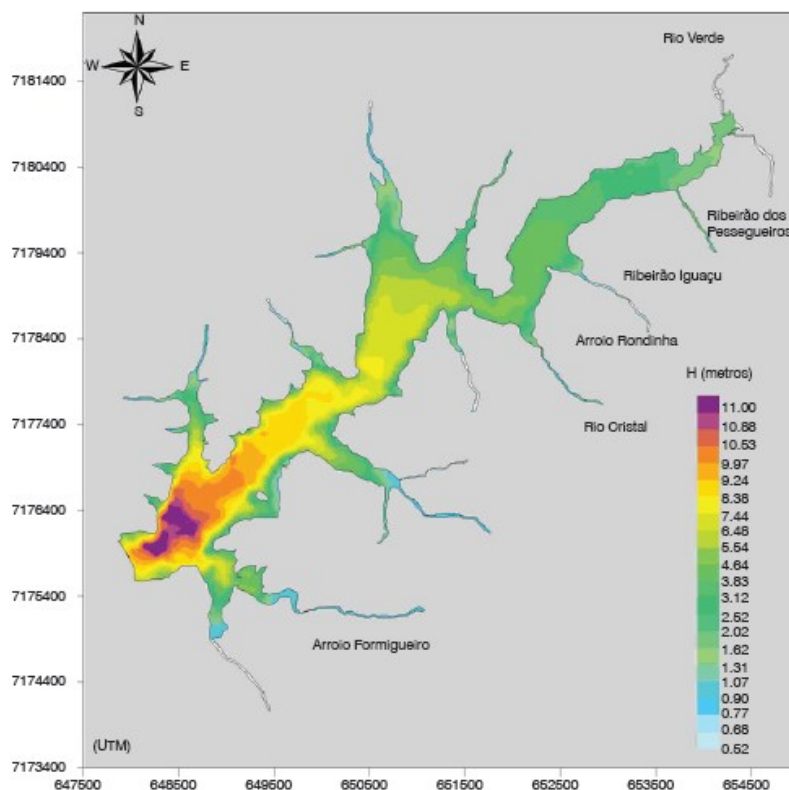 N
W
E
S
Rio Verde
Ribeirão dos
Pessegueiros
Ribeirão Iguaçu
Arroio Rondinha
Rio Cristal
Arroio Formigueiro
H (metros)
11.00
10.88
10.53
9.97
9.24
8.38
7.44
6.48
5.54
4.64
3.83
3.12
2.52
2.02
1.62
1.31
1.07
0.90
0.77
0.68
0.52
7181400
7180400
7179400
7178400
7177400
7176400
7175400
7174400
7173400
(UTM)
647500 648500 649500 650500 651500 652500 653500 654500